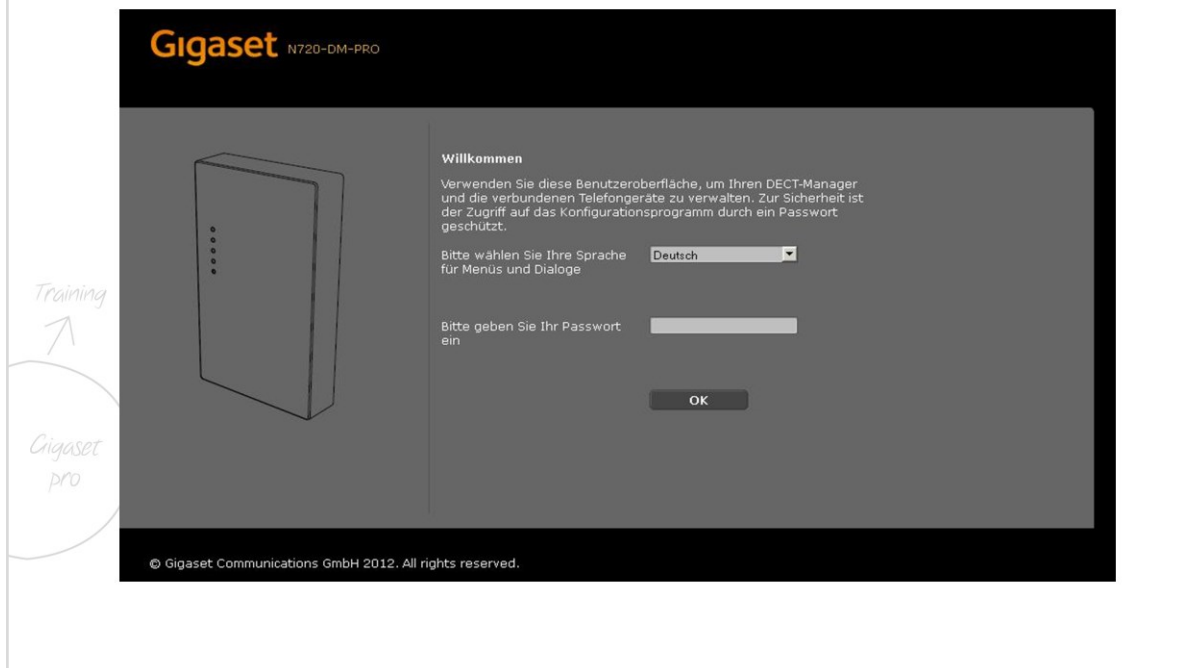 Gigaset N720-DM-PRO
Willkommen
Verwenden Sie diese Benutzeroberfläche, um Ihren DECT-Manager
und die verbundenen Telefongeräte zu verwalten. Zur Sicherheit ist
der Zugriff auf das Konfigurationsprogramm durch ein Passwort
geschützt.
Bitte wählen Sie Ihre Sprache
für Menüs und Dialoge
Deutsch
Bitte geben Sie Ihr Passwort
ein
OK
© Gigaset Communications GmbH 2012. All rights reserved.
Training
Gigaset
pro